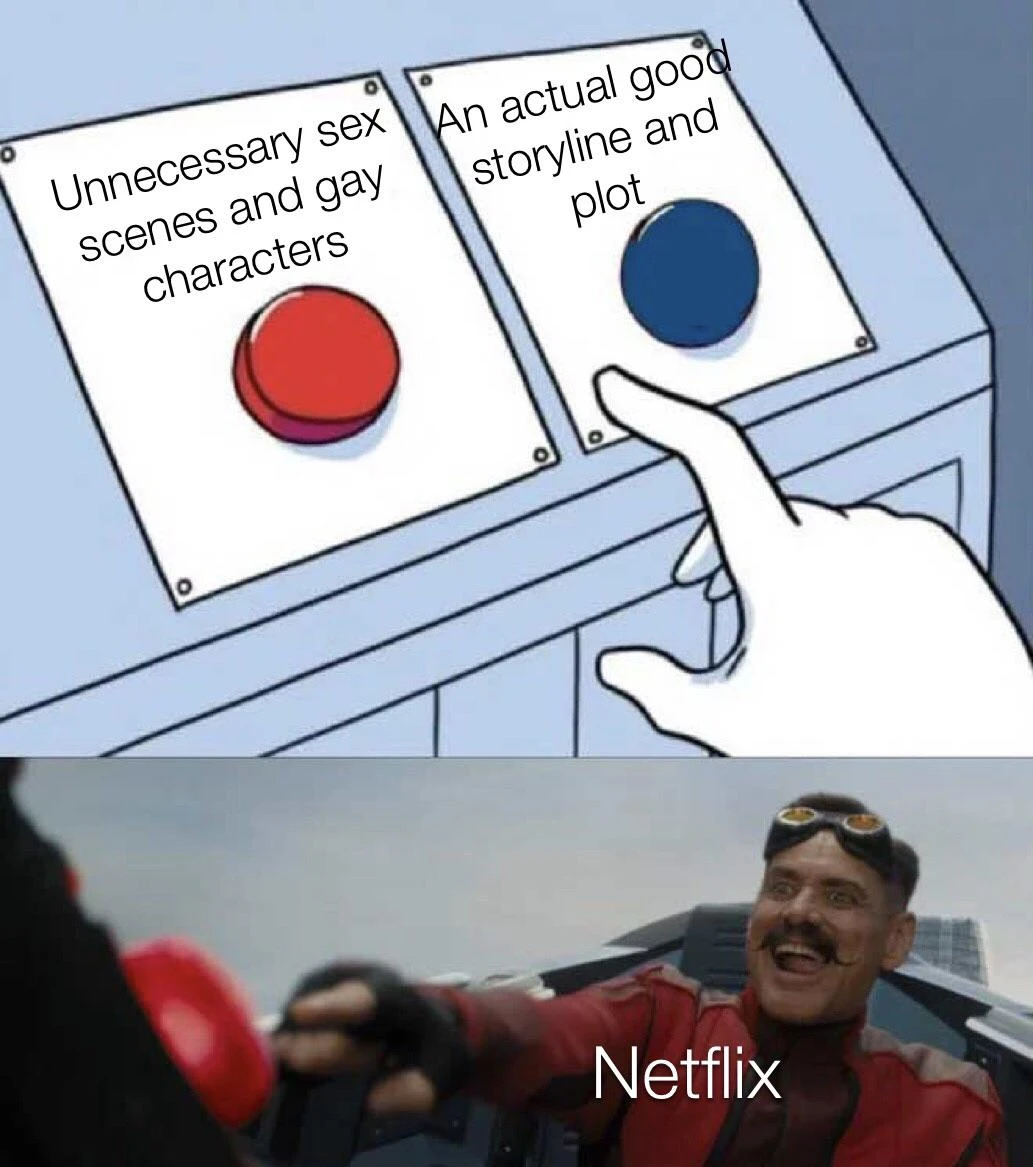 Unnecessary sex
scenes and gay
characters
An actual good
storyline and
plot
Netflix